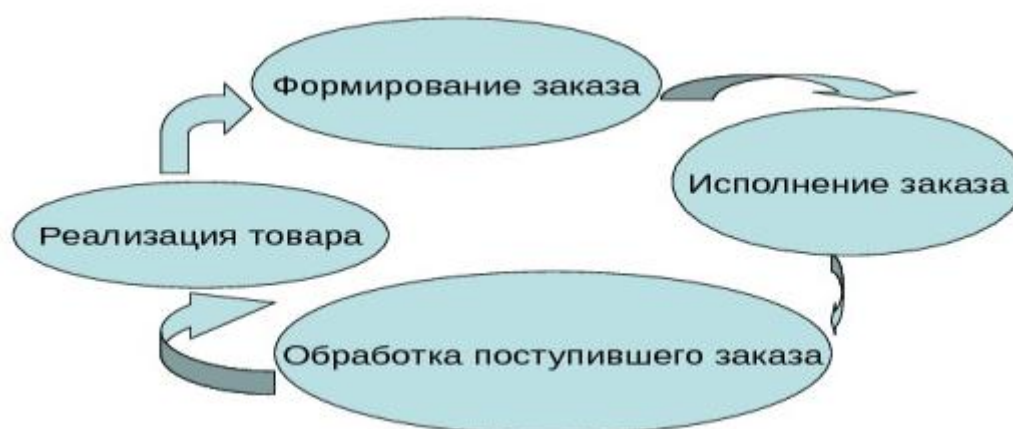 Формирование заказа
Исполнение заказа
Реализация товара
Обработка поступившего заказа